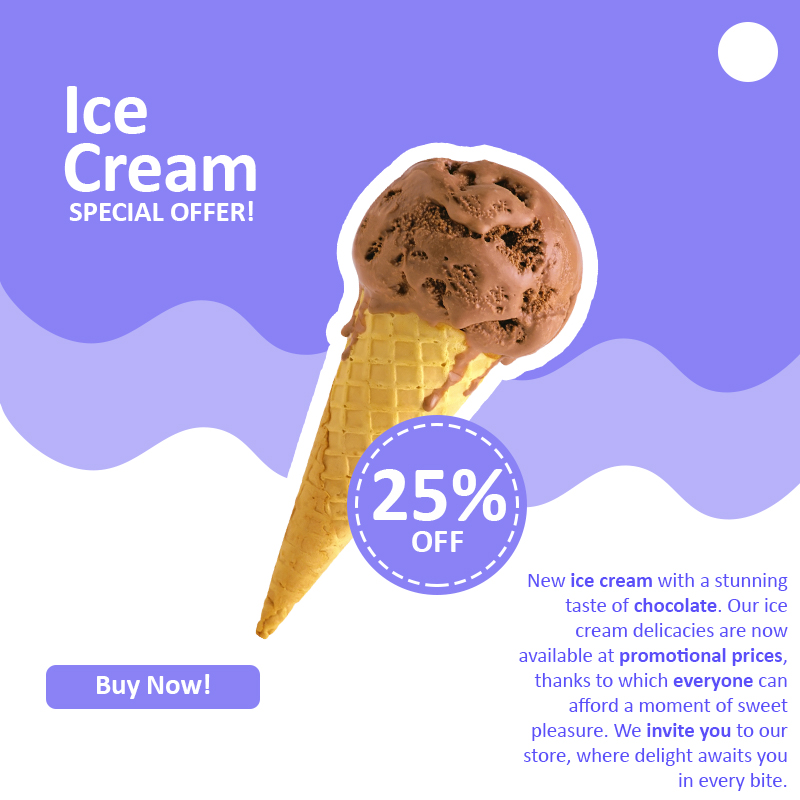 Ice
Cream
SPECIAL OFFER!
25%
OFF
New ice cream with a stunning
taste of chocolate. Our ice
cream delicacies are now
available at promotional prices,
thanks to which everyone can
afford a moment of sweet
pleasure. We invite you to our
store, where delight awaits you
in every bite.
Buy Now!